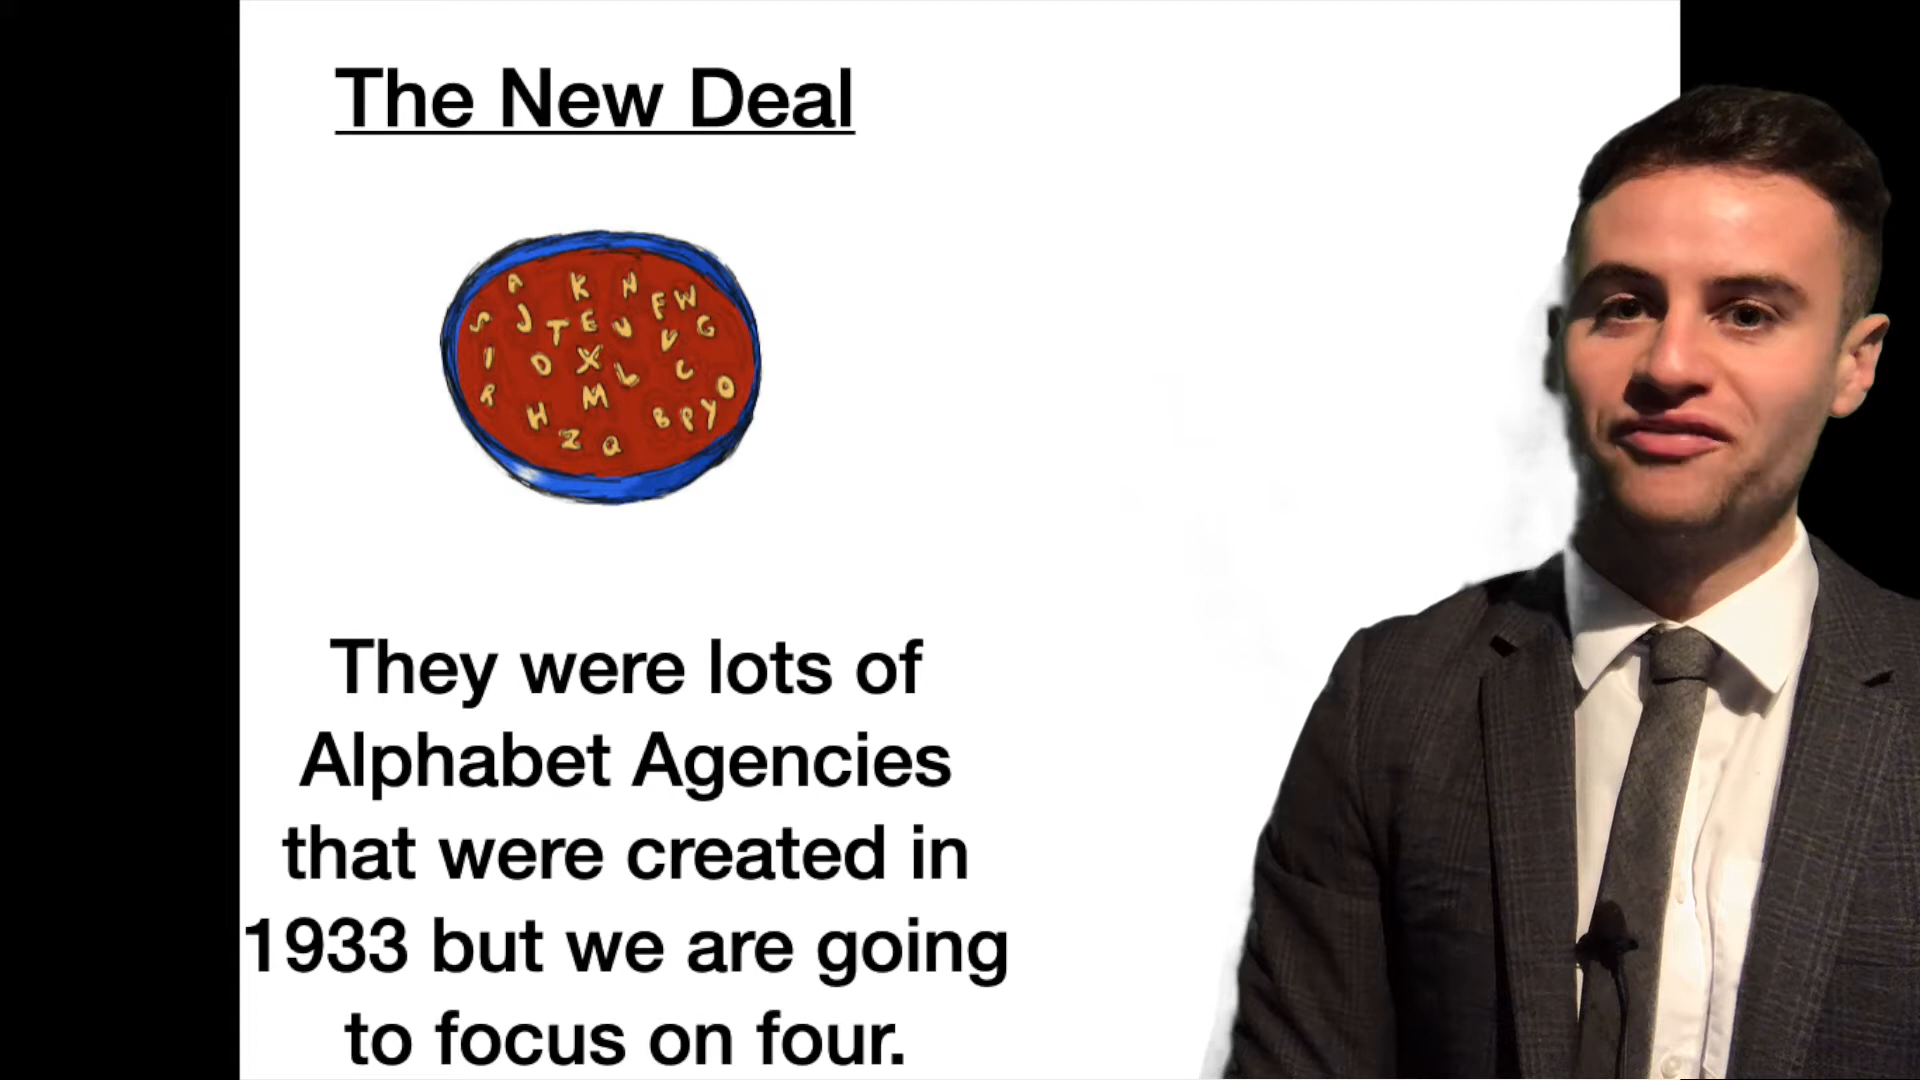 The New Deal
A K N
S J T E U F W
V G
I D X L C
R M O
H B P Y
Z Q
They were lots of
Alphabet Agencies
that were created in
1933 but we are going
to focus on four.